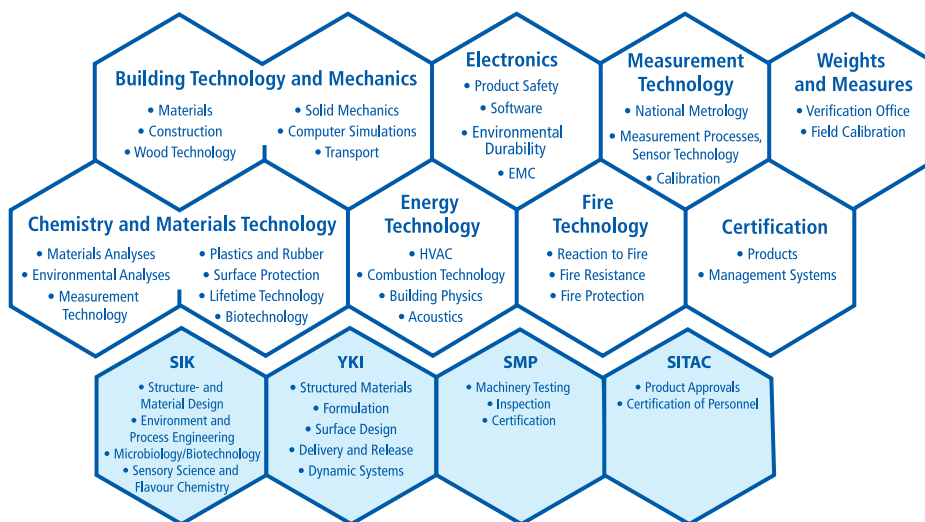 Building Technology and Mechanics
• Materials
• Construction
• Wood Technology
• Solid Mechanics
• Computer Simulations
• Transport
Electronics
• Product Safety
• Software
• Environmental
Durability
• EMC
Measurement
Technology
• National Metrology
• Measurement Processes,
Sensor Technology
• Calibration
Weights
and Measures
• Verification Office
• Field Calibration
Chemistry and Materials Technology
• Materials Analyses
• Environmental Analyses
• Measurement
Technology
• Plastics and Rubber
• Surface Protection
• Lifetime Technology
• Biotechnology
Energy
Technology
• HVAC
• Combustion Technology
• Building Physics
• Acoustics
Fire
Technology
• Reaction to Fire
• Fire Resistance
• Fire Protection
Certification
• Products
• Management Systems
SIK
• Structure- and
Material Design
• Environment and
Process Engineering
• Microbiology/Biotechnology
• Sensory Science and
Flavour Chemistry
YKI
• Structured Materials
• Formulation
• Surface Design
• Delivery and Release
• Dynamic Systems
SMP
• Machinery Testing
• Inspection
• Certification
SITAC
• Product Approvals
• Certification of Personnel